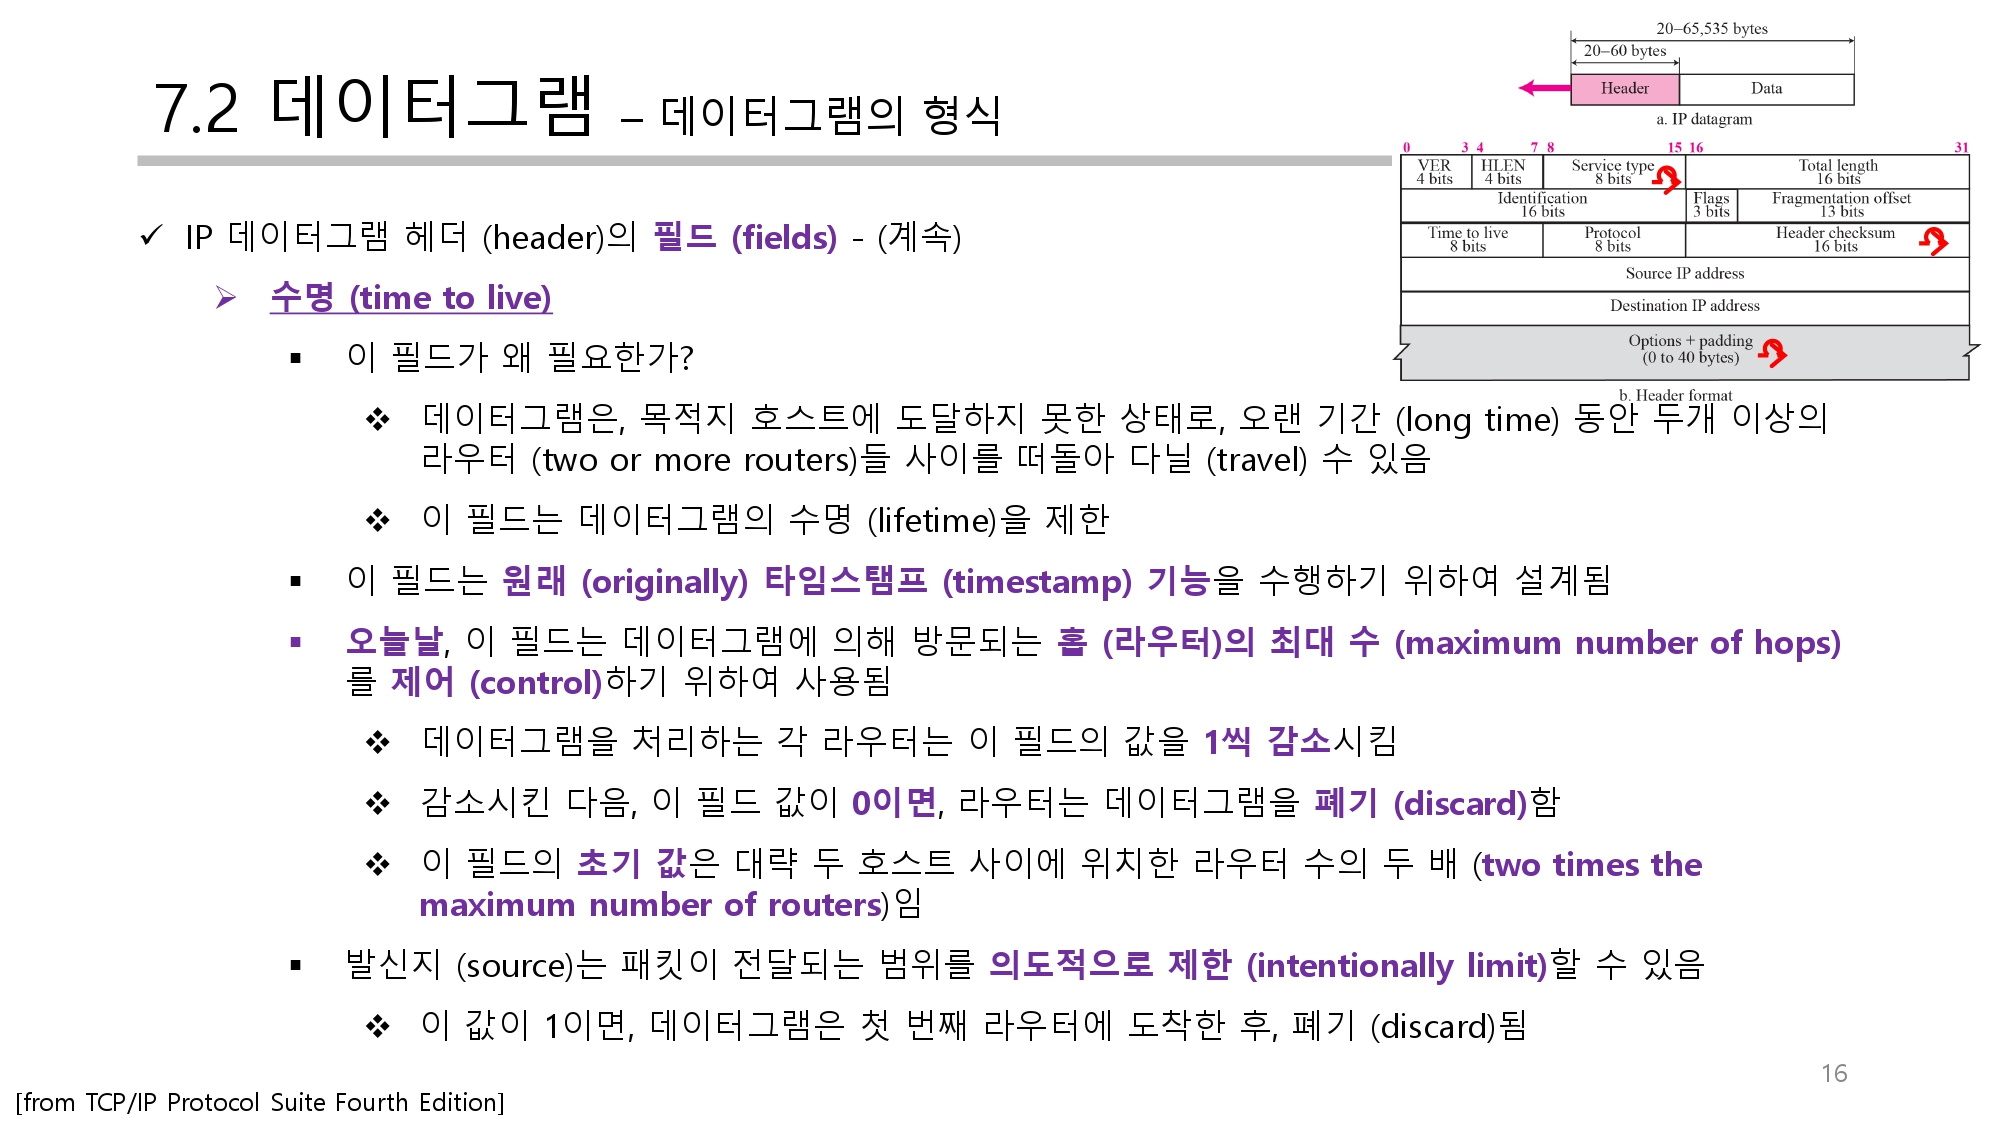 7.2 데이터그램 – 데이터그램의 형식
20–65,535 bytes
20–60 bytes
Header Data
a. IP datagram
0 3 4 7 8 15 16 31
VER HLEN Service type Total length
4 bits 4 bits 8 bits 16 bits
Identification Flags Fragmentation offset
16 bits 3 bits 13 bits
Time to live Protocol Header checksum
8 bits 8 bits 16 bits
Source IP address
Destination IP address
Options + padding
(0 to 40 bytes)
b. Header format
✓ IP 데이터그램 헤더 (header)의 필드 (fields) - (계속)
➢ 수명 (time to live)
▪ 이 필드가 왜 필요한가?
❖ 데이터그램은, 목적지 호스트에 도달하지 못한 상태로, 오랜 기간 (long time) 동안 두개 이상의
라우터 (two or more routers)들 사이를 떠돌아 다닐 (travel) 수 있음
❖ 이 필드는 데이터그램의 수명 (lifetime)을 제한
▪ 이 필드는 원래 (originally) 타임스탬프 (timestamp) 기능을 수행하기 위하여 설계됨
▪ 오늘날, 이 필드는 데이터그램에 의해 방문되는 홉 (라우터)의 최대 수 (maximum number of hops)
를 제어 (control)하기 위하여 사용됨
❖ 데이터그램을 처리하는 각 라우터는 이 필드의 값을 1씩 감소시킴
❖ 감소시킨 다음, 이 필드 값이 0이면, 라우터는 데이터그램을 폐기 (discard)함
❖ 이 필드의 초기 값은 대략 두 호스트 사이에 위치한 라우터 수의 두 배 (two times the
maximum number of routers)임
▪ 발신지 (source)는 패킷이 전달되는 범위를 의도적으로 제한 (intentionally limit)할 수 있음
❖ 이 값이 1이면, 데이터그램은 첫 번째 라우터에 도착한 후, 폐기 (discard)됨
16
[from TCP/IP Protocol Suite Fourth Edition]